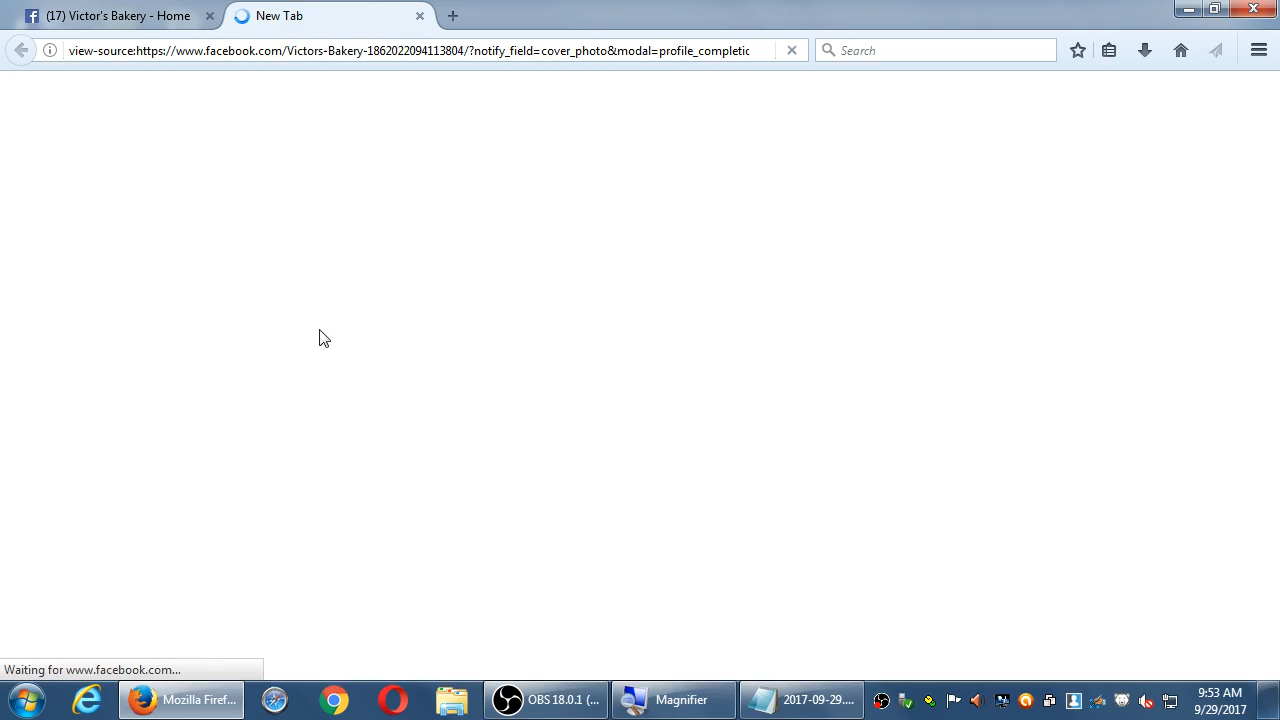 (17) Victor's Bakery - Home
New Tab
view-source:https://www.facebook.com/Victors-Bakery-1862022094113804/?notify_field=cover_photo&modal=profile_completic
Search
Waiting for www.facebook.com...
Mozilla Firef...
OBS 18.0.1 (...
Magnifier
2017-09-29....
9:53 AM
9/29/2017